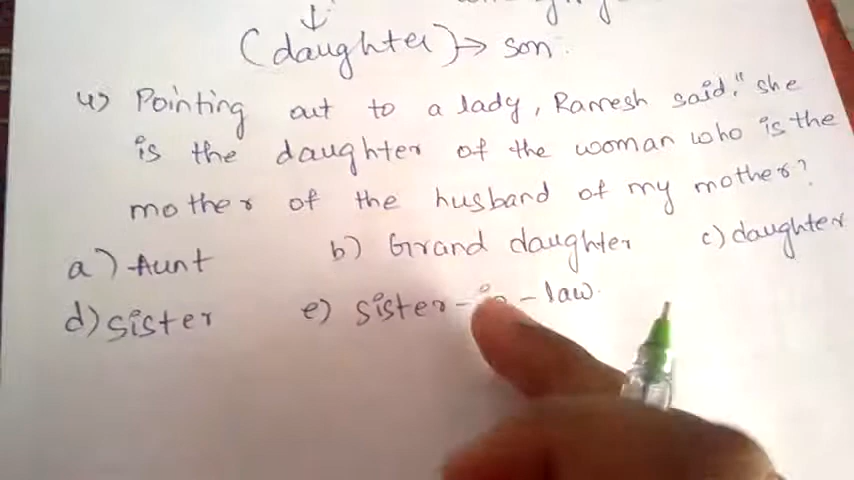 (daughter) → son.
4) Pointing out to a lady, Ramesh said," she
is the daughter of the woman who is the
mother of the husband of my mother?
a) Aunt b) Grand daughter c) daughter
d) sister e) sister-in-law.